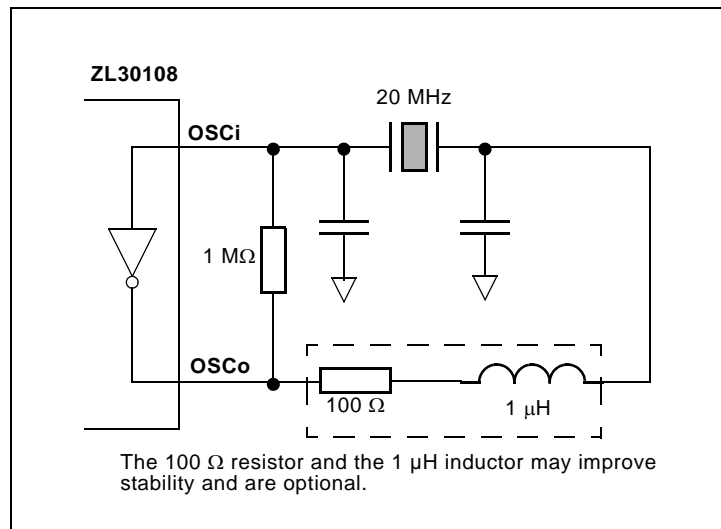 ZL30108
20 MHz
OSCi
1 MΩ
OSCo
100 Ω
1 μH
The 100 Ω resistor and the 1 µH inductor may improve
stability and are optional.